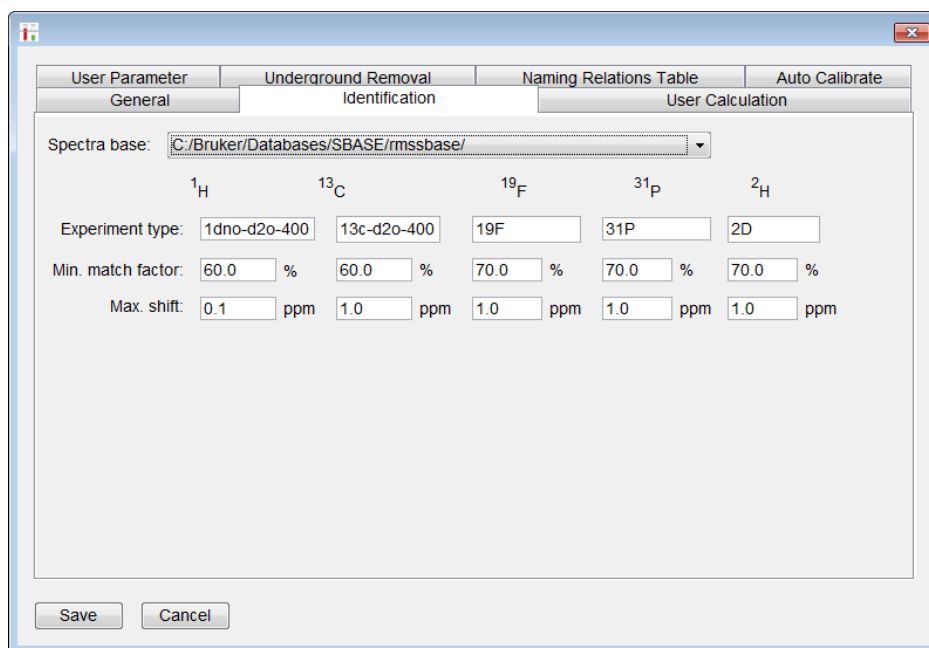 User Parameter Underground Removal Naming Relations Table Auto Calibrate
General Identification User Calculation
Spectra base: C:/Bruker/Databases/SBASE/rmssbase/
1H 13C 19F 31P 2H
Experiment type: 1dno-d2o-400 13c-d2o-400 19F 31P 2D
Min. match factor: 60.0 % 60.0 % 70.0 % 70.0 % 70.0 %
Max. shift: 0.1 ppm 1.0 ppm 1.0 ppm 1.0 ppm 1.0 ppm
Save Cancel